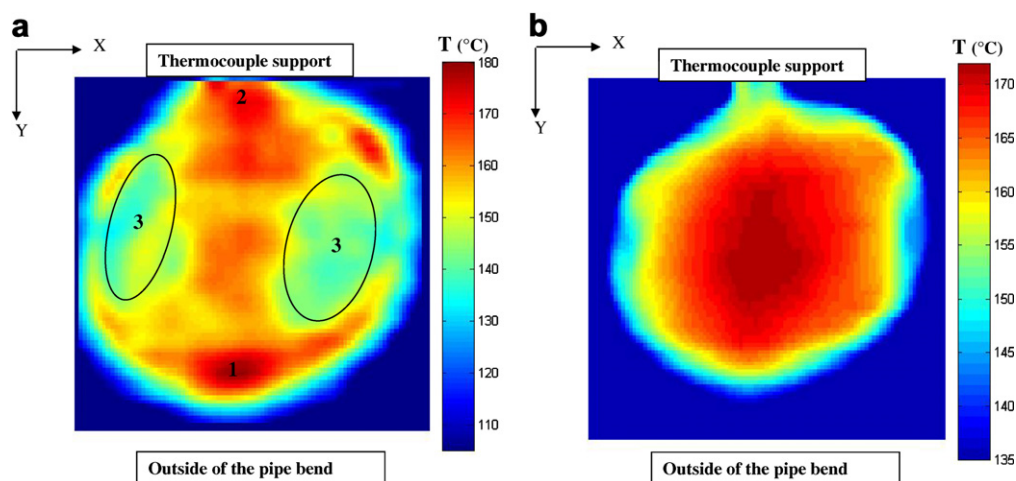 a
X
Y
Thermocouple support
T (°C)
180
170
160
150
140
130
120
110
2
3
3
1
Outside of the pipe bend
b
X
Y
Thermocouple support
T (°C)
170
165
160
155
150
145
140
135
Outside of the pipe bend